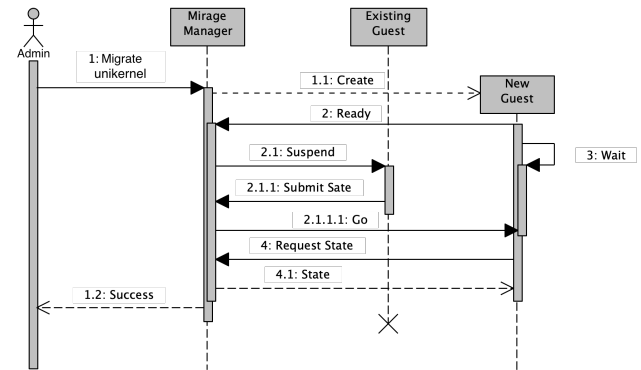 Mirage
Manager
Existing
Guest
Admin
1: Migrate
unikernel
1.1: Create
New
Guest
2: Ready
2.1: Suspend
3: Wait
2.1.1: Submit Sate
2.1.1.1: Go
4: Request State
4.1: State
1.2: Success